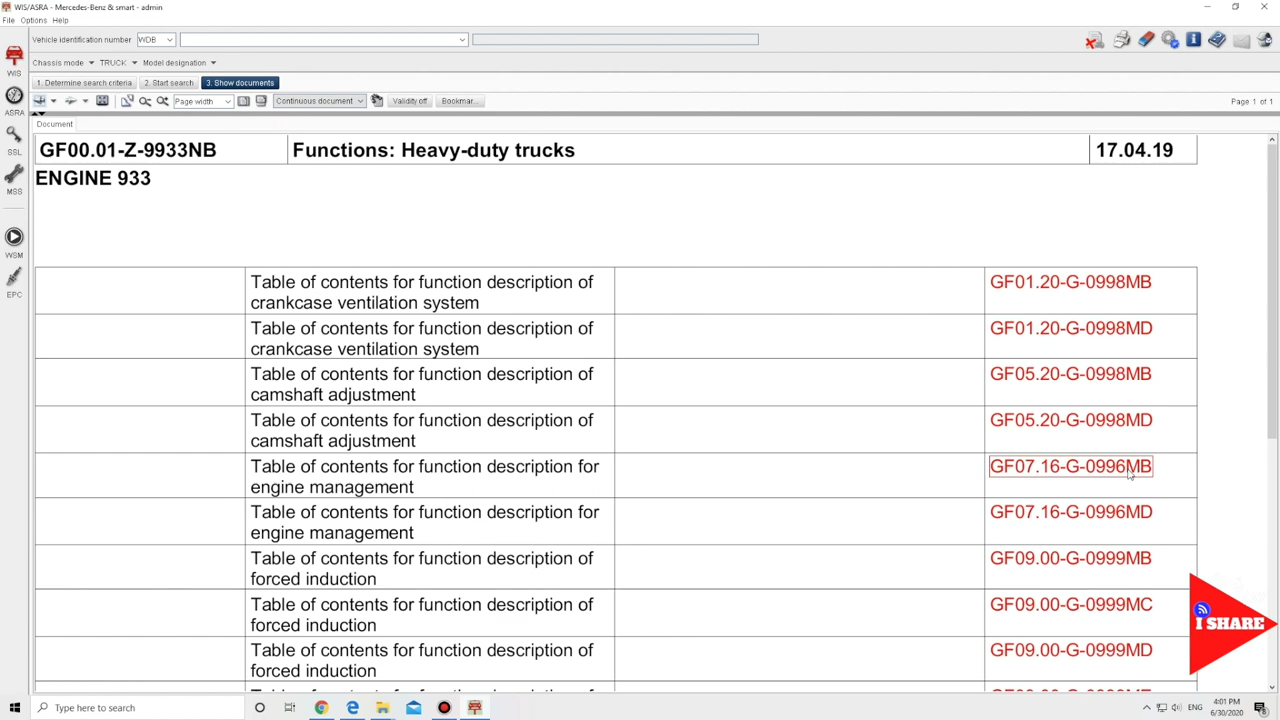 WIS/ASRA - Mercedes-Benz & smart - admin
File Options Help
Vehicle identification number WDB
Chassis mode TRUCK Model designation
1. Determine search criteria 2. Start search 3. Show documents
Page width Continuous document Validity off Bookmar... Page 1 of 1
Document
WIS
ASRA
SSL
MSS
WSM
EPC
GF00.01-Z-9933NB Functions: Heavy-duty trucks 17.04.19
ENGINE 933
Table of contents for function description of GF01.20-G-0998MB
crankcase ventilation system
Table of contents for function description of GF01.20-G-0998MD
crankcase ventilation system
Table of contents for function description of GF05.20-G-0998MB
camshaft adjustment
Table of contents for function description of GF05.20-G-0998MD
camshaft adjustment
Table of contents for function description for GF07.16-G-0996MB
engine management
Table of contents for function description for GF07.16-G-0996MD
engine management
Table of contents for function description of GF09.00-G-0999MB
forced induction
Table of contents for function description of GF09.00-G-0999MC
forced induction
Table of contents for function description of GF09.00-G-0999MD
forced induction
I SHARE
Type here to search
ENG
4:01 PM
6/30/2020